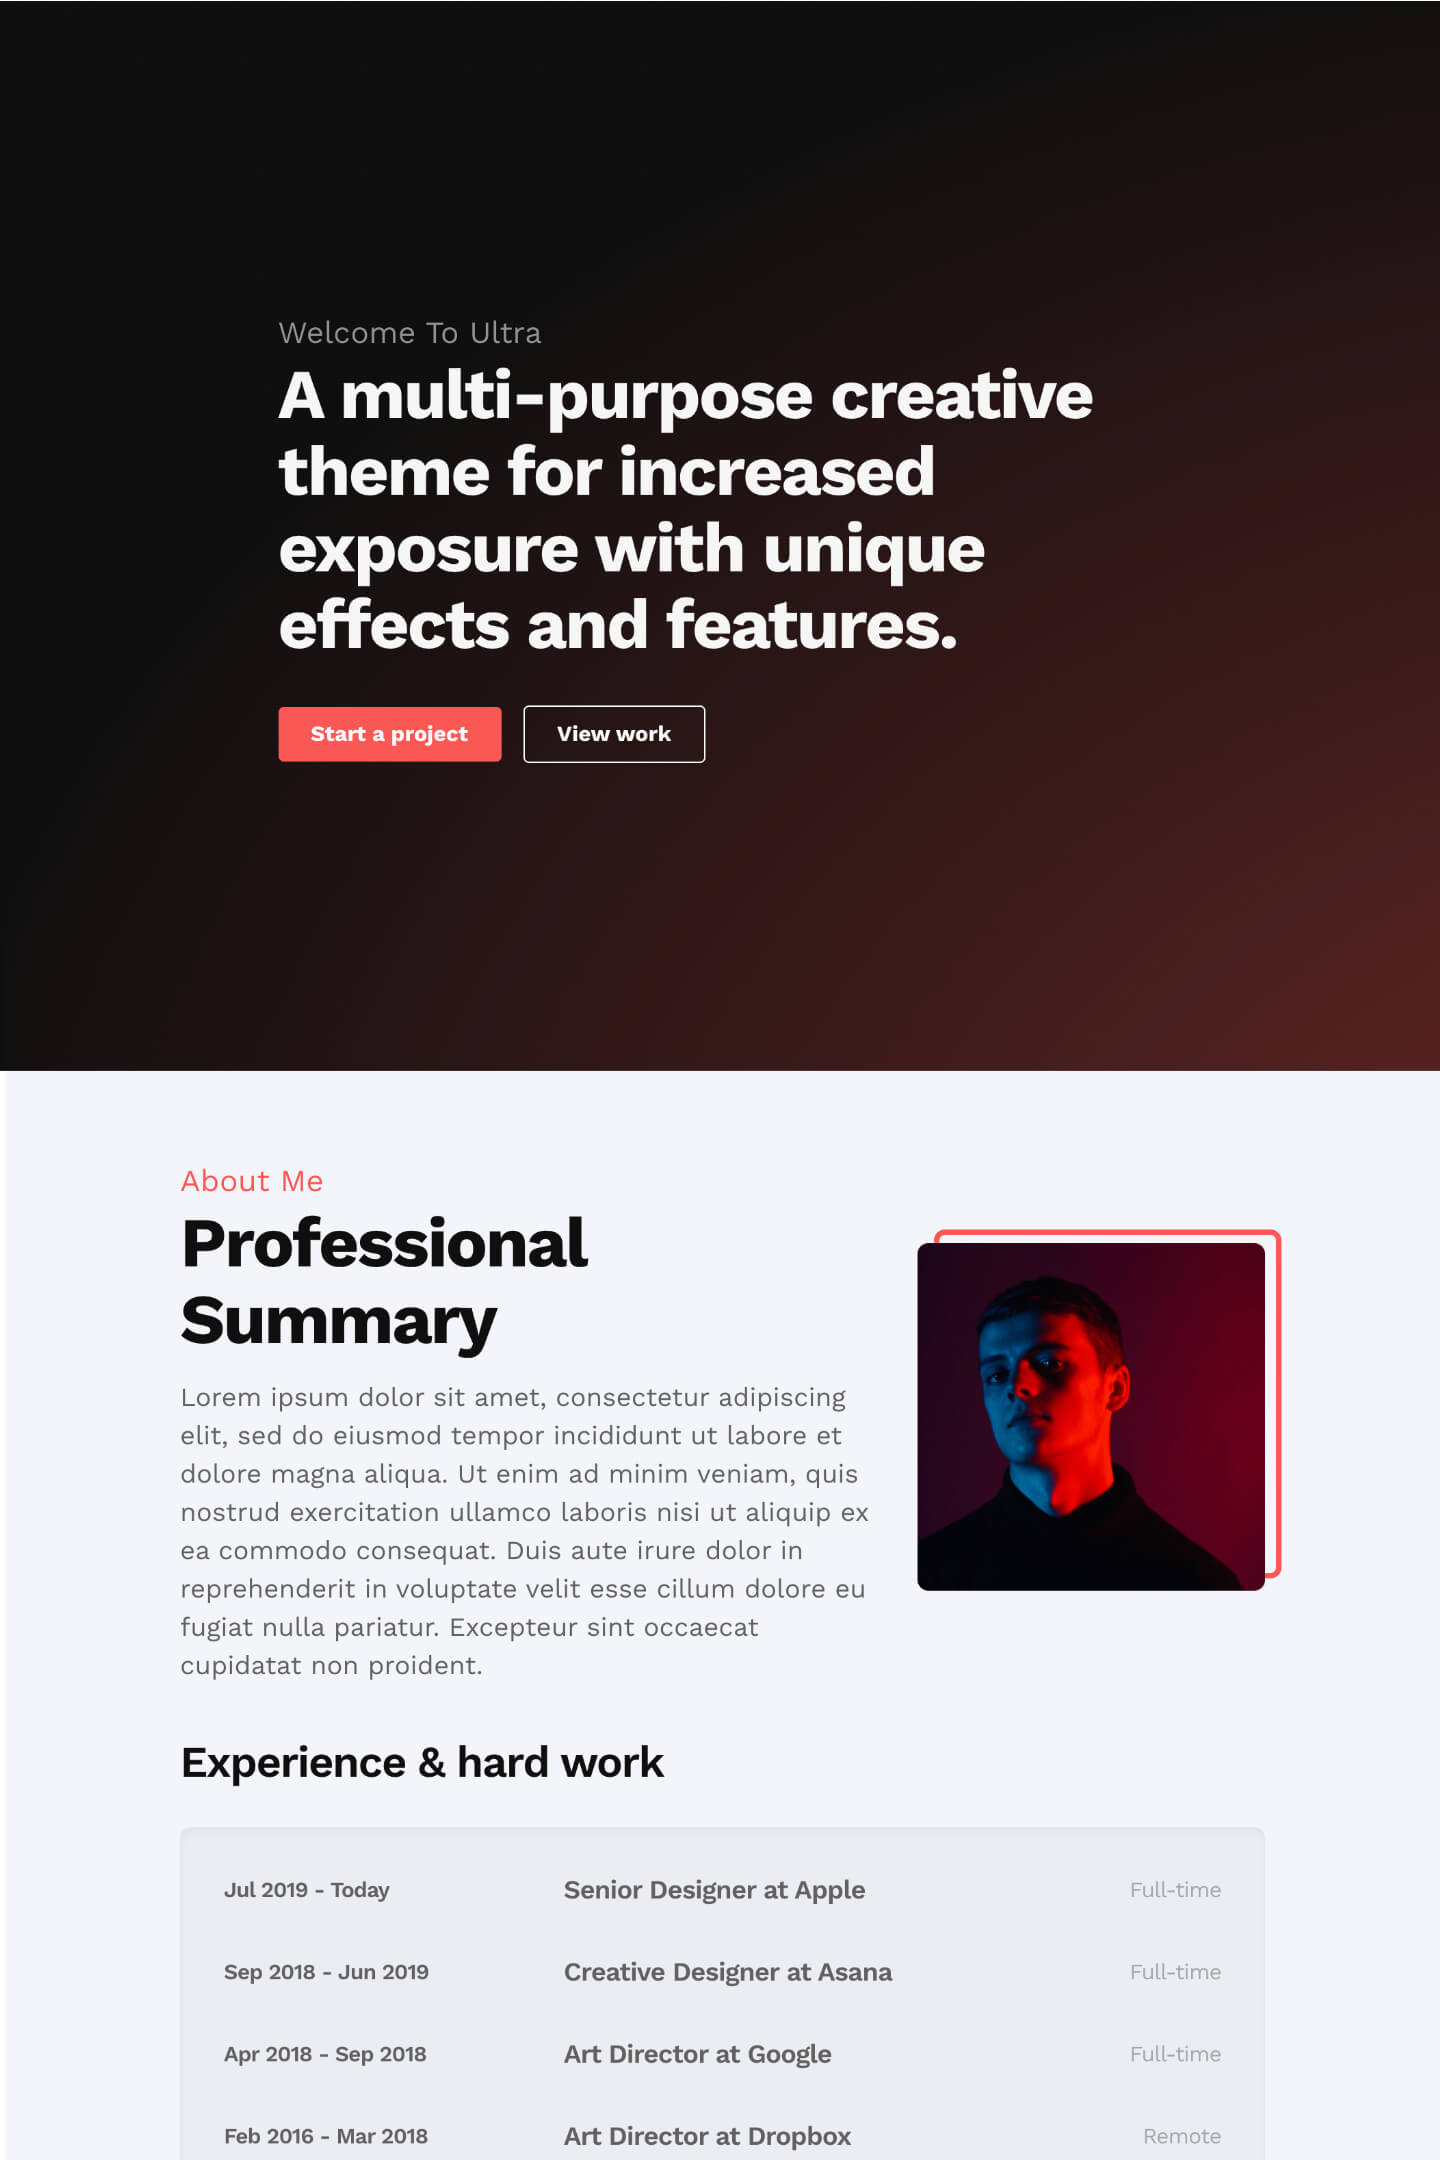 Welcome To Ultra
A multi-purpose creative
theme for increased
exposure with unique
effects and features.
Start a project
View work
About Me
Professional
Summary
Lorem ipsum dolor sit amet, consectetur adipiscing
elit, sed do eiusmod tempor incididunt ut labore et
dolore magna aliqua. Ut enim ad minim veniam, quis
nostrud exercitation ullamco laboris nisi ut aliquip ex
ea commodo consequat. Duis aute irure dolor in
reprehenderit in voluptate velit esse cillum dolore eu
fugiat nulla pariatur. Excepteur sint occaecat
cupidatat non proident.
Experience & hard work
Jul 2019 - Today Senior Designer at Apple Full-time
Sep 2018 - Jun 2019 Creative Designer at Asana Full-time
Apr 2018 - Sep 2018 Art Director at Google Full-time
Feb 2016 - Mar 2018 Art Director at Dropbox Remote